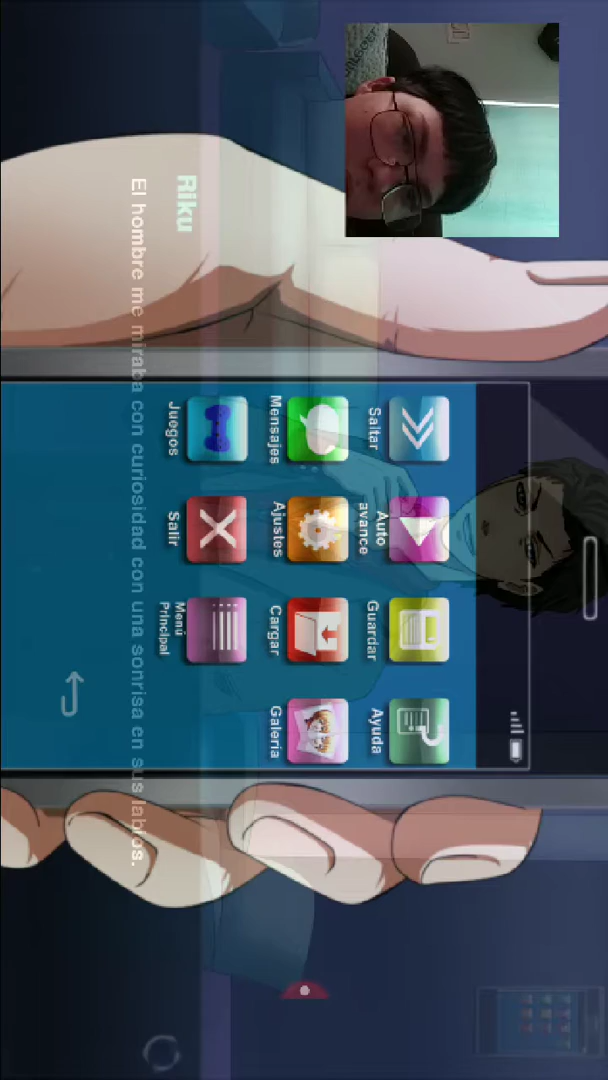 Saltar
Auto
avance
Guardar
Ayuda
Mensajes
Ajustes
Cargar
Galería
Juegos
Salir
Menú
Principal
Riku
El hombre me miraba con curiosidad con una sonrisa en sus labios.